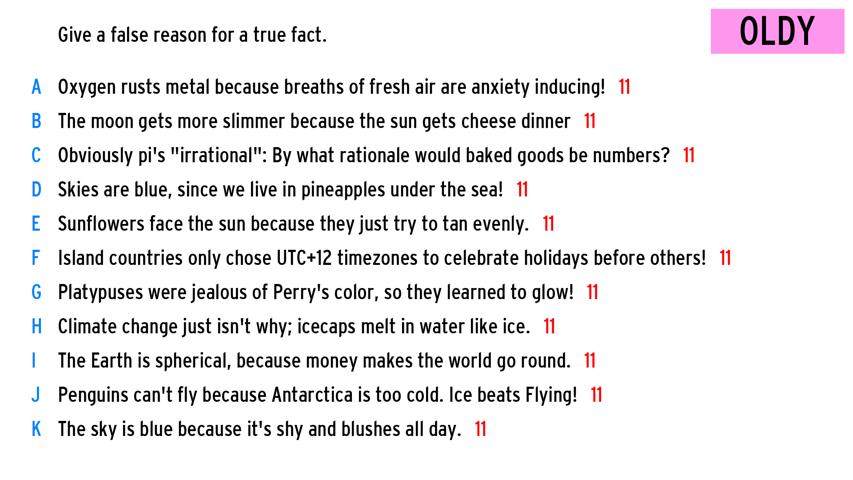 Give a false reason for a true fact.
OLDY
A Oxygen rusts metal because breaths of fresh air are anxiety inducing! 11
B The moon gets more slimmer because the sun gets cheese dinner 11
C Obviously pi's "irrational": By what rationale would baked goods be numbers? 11
D Skies are blue, since we live in pineapples under the sea! 11
E Sunflowers face the sun because they just try to tan evenly. 11
F Island countries only chose UTC+12 timezones to celebrate holidays before others! 11
G Platypuses were jealous of Perry's color, so they learned to glow! 11
H Climate change just isn't why; icecaps melt in water like ice. 11
I The Earth is spherical, because money makes the world go round. 11
J Penguins can't fly because Antarctica is too cold. Ice beats Flying! 11
K The sky is blue because it's shy and blushes all day. 11